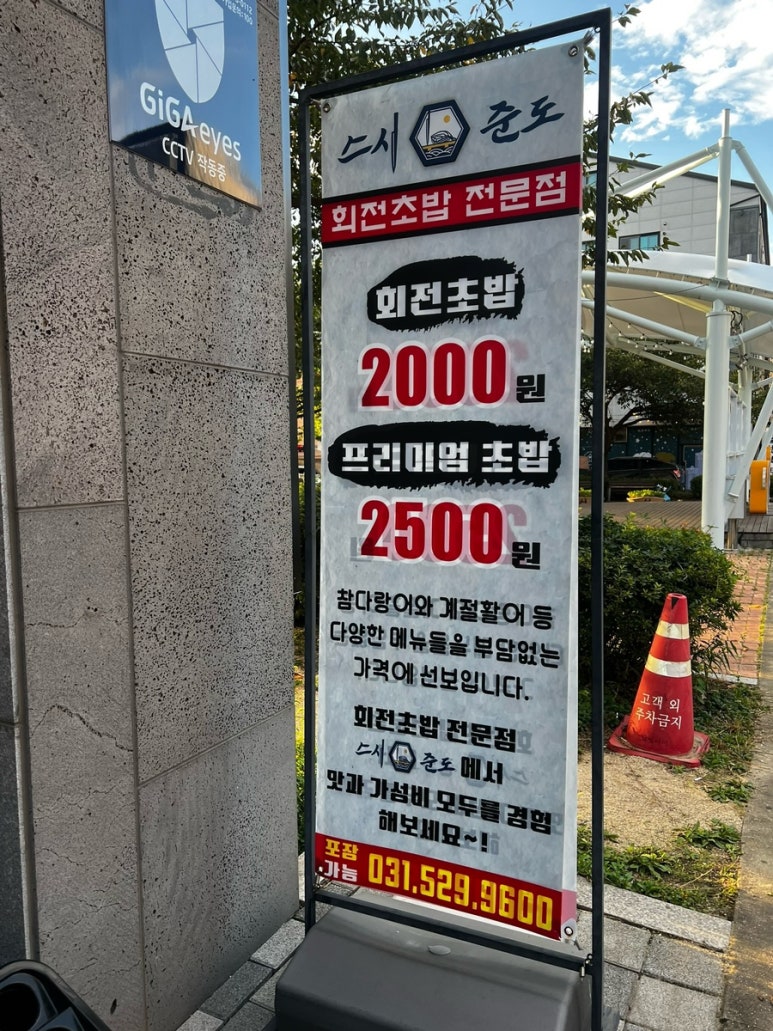 GiGAeyes
CCTV 작동중
스시 준도
회전초밥 전문점
회전초밥
2000원
프리미엄 초밥
2500원
참다랑어와 계절활어 등
다양한 메뉴들을 부담없는
가격에 선보입니다.
회전초밥 전문점
스시 준도 에서
맛과 가성비 모두를 경험
해보세요~!
포장
가능 031.529.9600
고객 외
주차금지